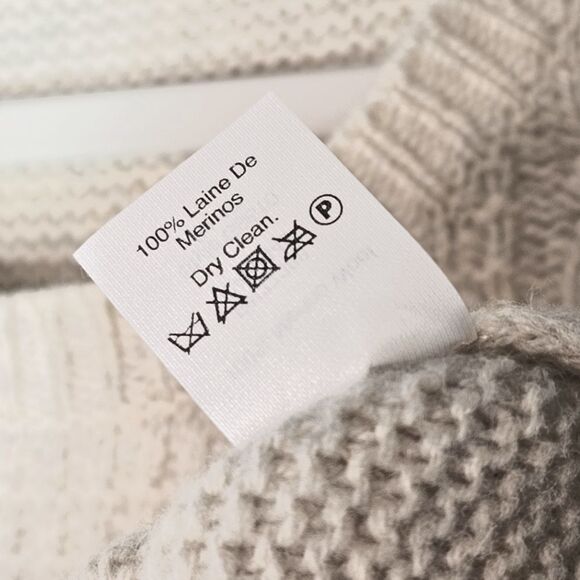 100% Laine De
Merinos
Dry Clean.
P